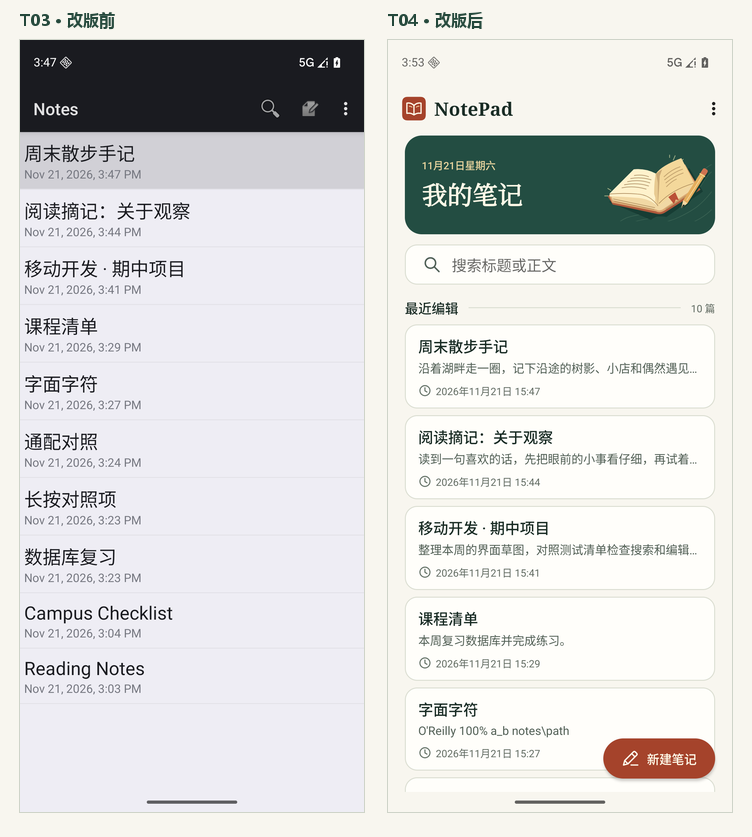 T03 • 改版前
3:47
5G
Notes
周末散步手记
Nov 21, 2026, 3:47 PM
阅读摘记：关于观察
Nov 21, 2026, 3:44 PM
移动开发 · 期中项目
Nov 21, 2026, 3:41 PM
课程清单
Nov 21, 2026, 3:29 PM
字面字符
Nov 21, 2026, 3:27 PM
通配对照
Nov 21, 2026, 3:24 PM
长按对照项
Nov 21, 2026, 3:23 PM
数据库复习
Nov 21, 2026, 3:23 PM
Campus Checklist
Nov 21, 2026, 3:04 PM
Reading Notes
Nov 21, 2026, 3:03 PM
T04 • 改版后
3:53
5G
NotePad
11月21日星期六
我的笔记
搜索标题或正文
最近编辑
10 篇
周末散步手记
沿着湖畔走一圈，记下沿途的树影、小店和偶然遇见...
2026年11月21日 15:47
阅读摘记：关于观察
读到一句喜欢的话，先把眼前的小事看仔细，再试着...
2026年11月21日 15:44
移动开发 · 期中项目
整理本周的界面草图，对照测试清单检查搜索和编辑...
2026年11月21日 15:41
课程清单
本周复习数据库并完成练习。
2026年11月21日 15:29
字面字符
O'Reilly 100% a_b notes\path
2026年11月21日 15:27
新建笔记